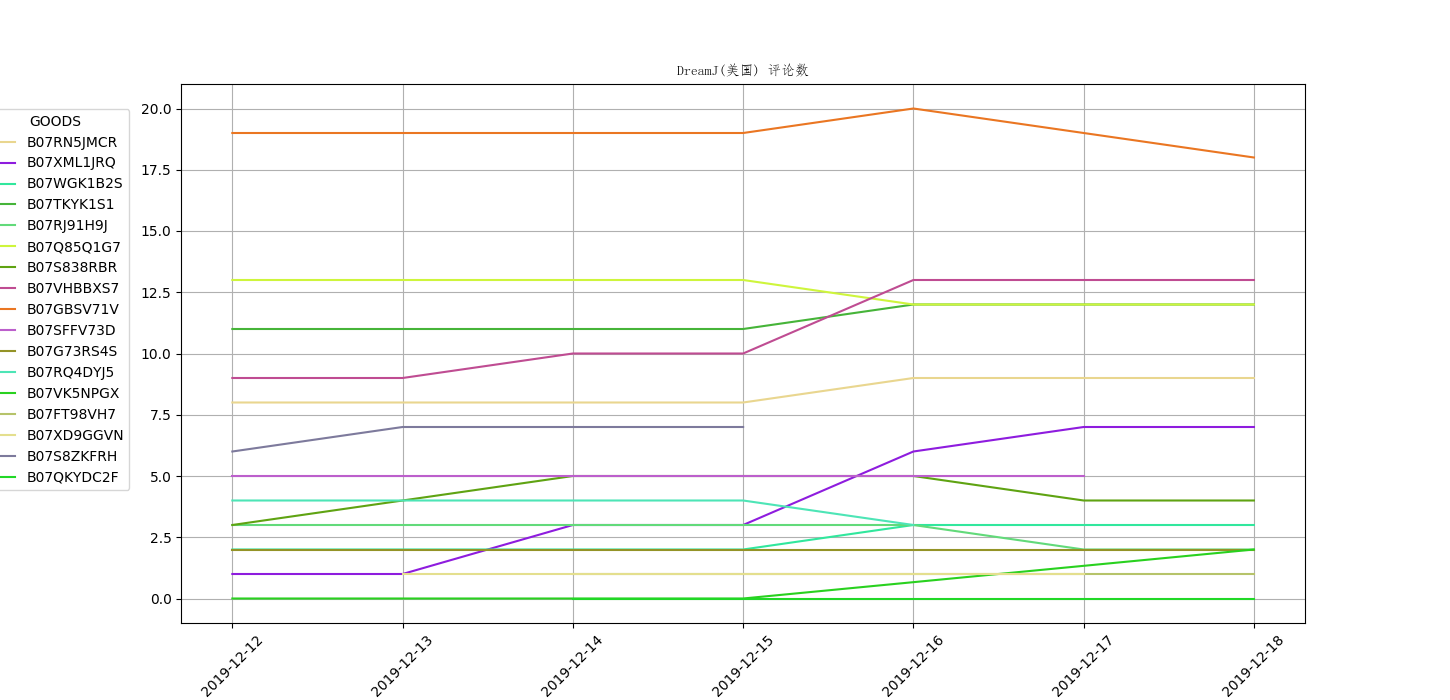 DreamJ(美国) 评论数
GOODS
B07RN5JMCR
B07XML1JRQ
B07WGK1B2S
B07TKYK1S1
B07RJ91H9J
B07Q85Q1G7
B07S838RBR
B07VHBBXS7
B07GBSV71V
B07SFFV73D
B07G73RS4S
B07RQ4DYJ5
B07VK5NPGX
B07FT98VH7
B07XD9GGVN
B07S8ZKFRH
B07QKYDC2F
20.0
17.5
15.0
12.5
10.0
7.5
5.0
2.5
0.0
2019-12-12
2019-12-13
2019-12-14
2019-12-15
2019-12-16
2019-12-17
2019-12-18